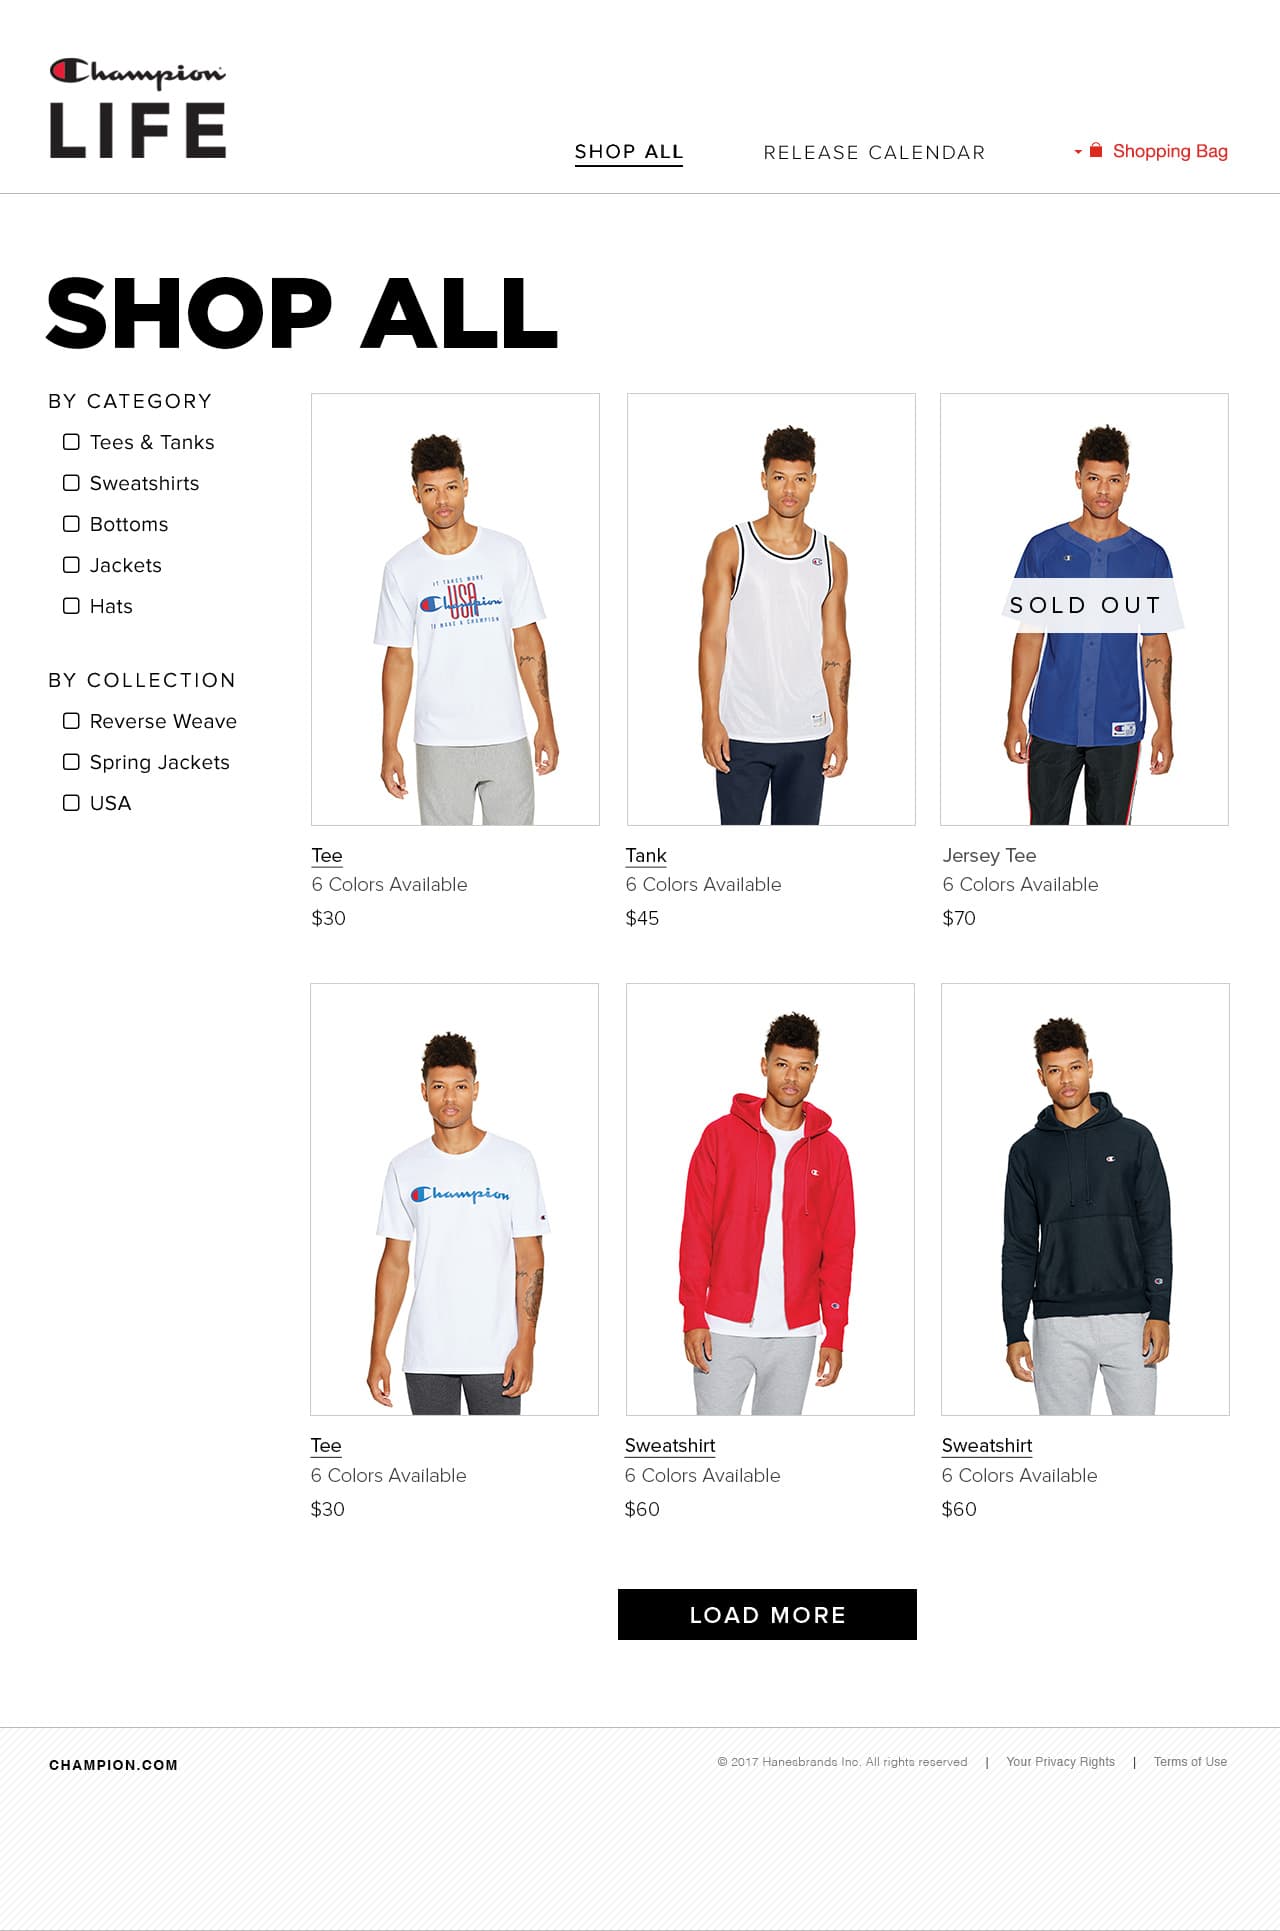 Champion
LIFE
SHOP ALL
RELEASE CALENDAR
Shopping Bag
SHOP ALL
BY CATEGORY
Tees & Tanks
Sweatshirts
Bottoms
Jackets
Hats
BY COLLECTION
Reverse Weave
Spring Jackets
USA
IT TAKES MORE
USA
Champion
TO MAKE A CHAMPION
SOLD OUT
Tee
6 Colors Available
$30
Tank
6 Colors Available
$45
Jersey Tee
6 Colors Available
$70
Champion
Tee
6 Colors Available
$30
Sweatshirt
6 Colors Available
$60
Sweatshirt
6 Colors Available
$60
LOAD MORE
CHAMPION.COM
© 2017 Hanesbrands Inc. All rights reserved | Your Privacy Rights | Terms of Use